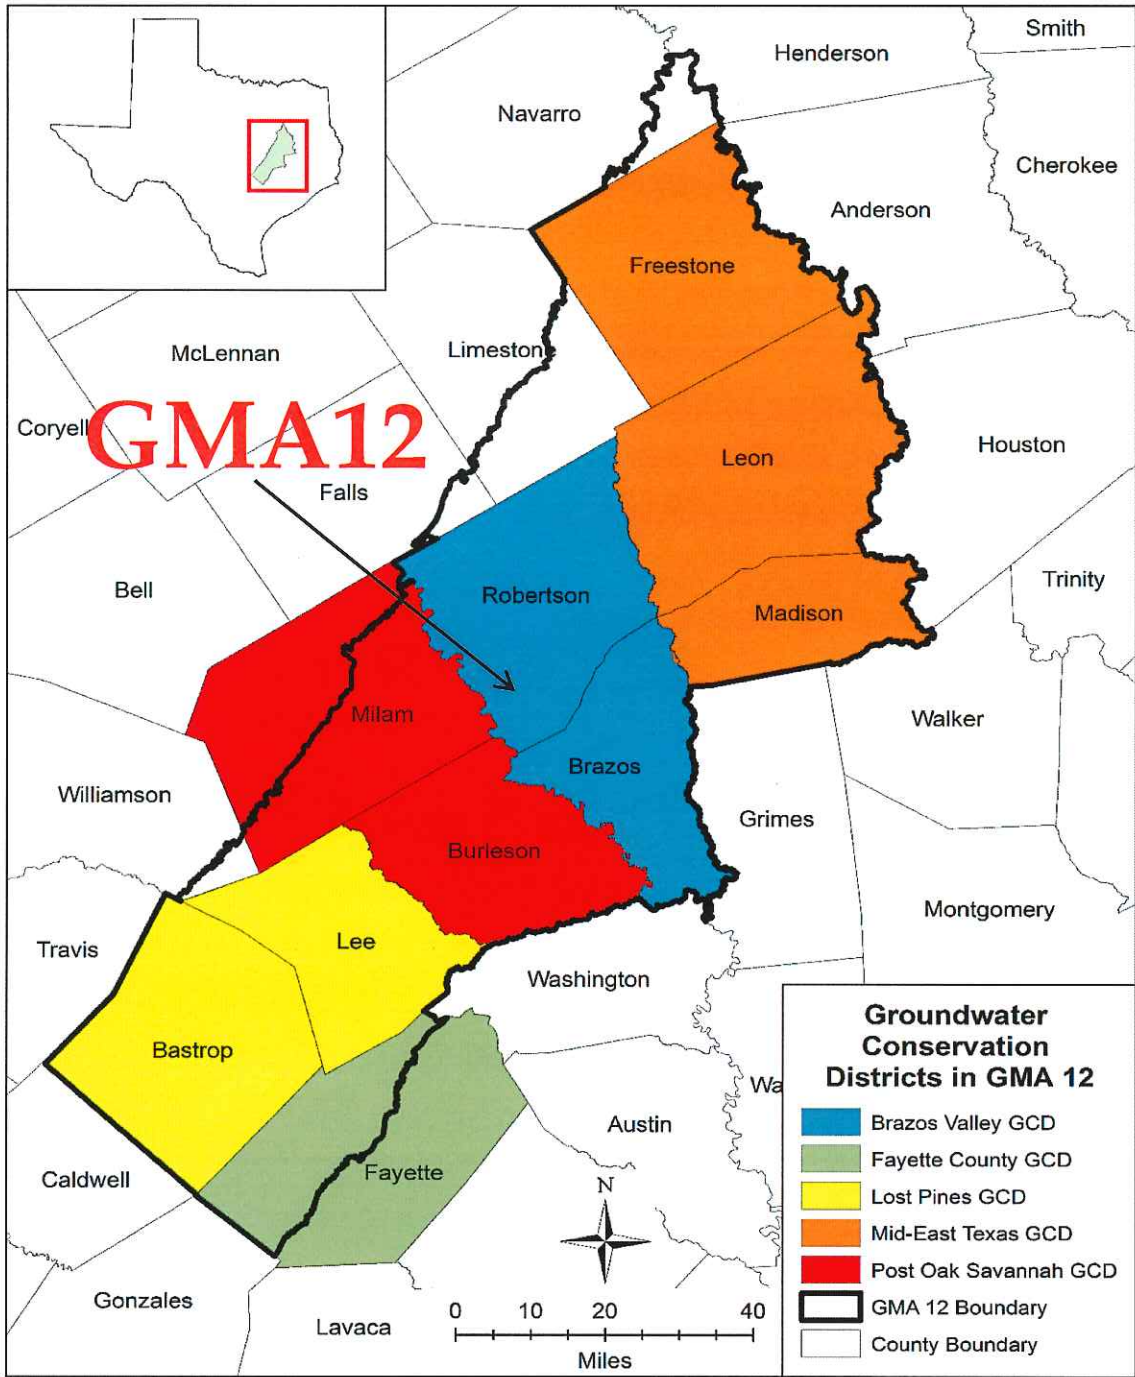 Smith
Henderson
Navarro
Cherokee
Anderson
Freestone
McLennan
Limestone
GMA12
Coryell
Houston
Leon
Falls
Bell
Trinity
Robertson
Madison
Milam
Walker
Brazos
Williamson
Grimes
Burleson
Montgomery
Lee
Travis
Washington
Bastrop
Wa
Austin
Caldwell
Fayette
N
Gonzales
Lavaca
0 10 20 40
Miles
Groundwater
Conservation
Districts in GMA 12
Brazos Valley GCD
Fayette County GCD
Lost Pines GCD
Mid-East Texas GCD
Post Oak Savannah GCD
GMA 12 Boundary
County Boundary